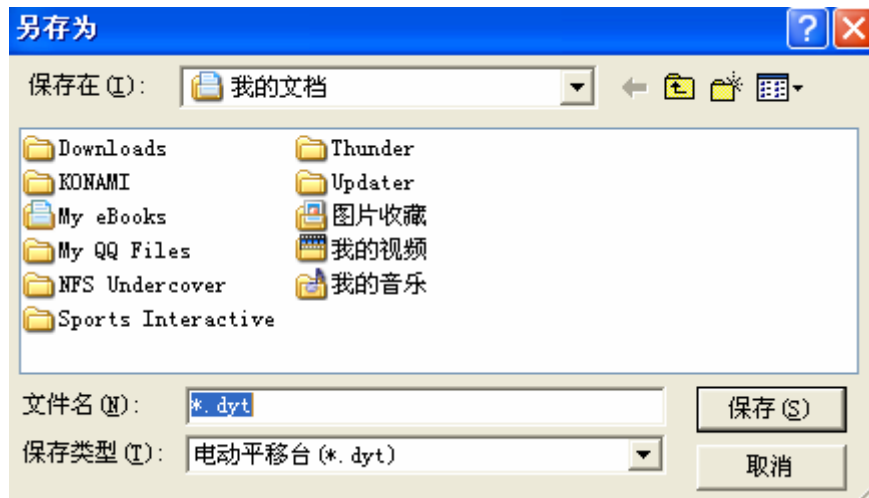 另存为
保存在(I): 我的文档
Downloads
KONAMI
My eBooks
My QQ Files
NFS Undercover
Sports Interactive
Thunder
Updater
图片收藏
我的视频
我的音乐
文件名(N): *.dyt
保存(S)
保存类型(T): 电动平移台(*.dyt)
取消